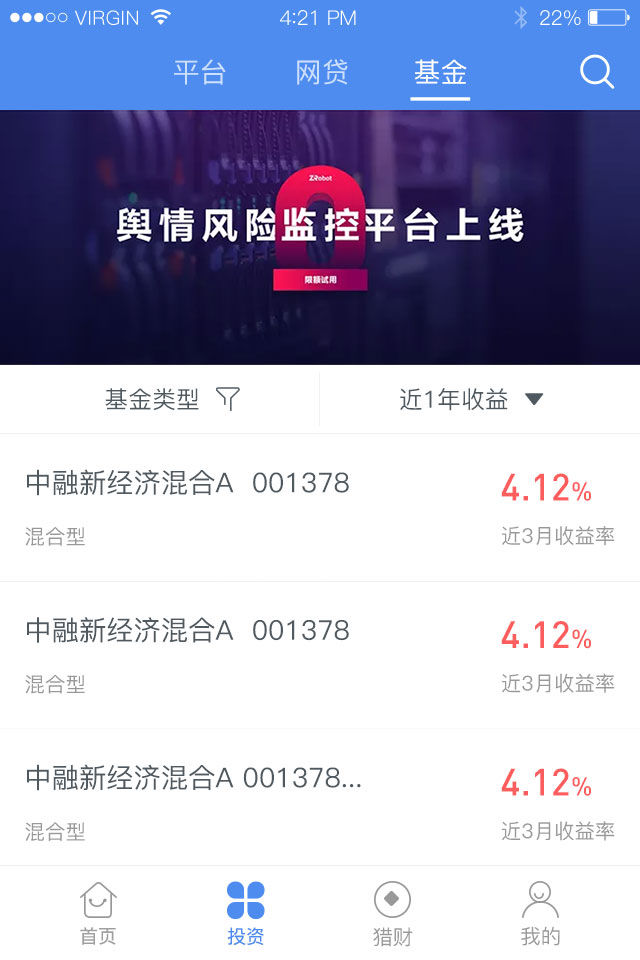 VIRGIN 4:21 PM 22%
平台 网贷 基金
ZRobot
舆情风险监控平台上线
限额试用
基金类型 近1年收益
中融新经济混合A 001378 4.12%
混合型 近3月收益率
中融新经济混合A 001378 4.12%
混合型 近3月收益率
中融新经济混合A 001378... 4.12%
混合型 近3月收益率
首页 投资 猎财 我的